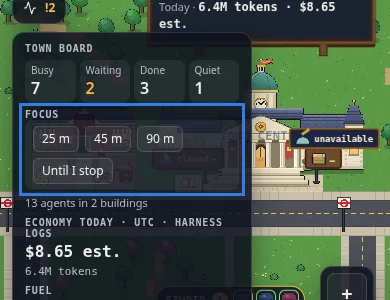 !2
Today · 6.4M tokens · $8.65
est.
TOWN BOARD
Busy Waiting Done Quiet
7 2 3 1
FOCUS
25 m 45 m 90 m
Until I stop
unavailable
Closed
13 agents in 2 buildings
ECONOMY TODAY · UTC · HARNESS
LOGS
$8.65 est.
6.4M tokens
FUEL
STUDIO
+